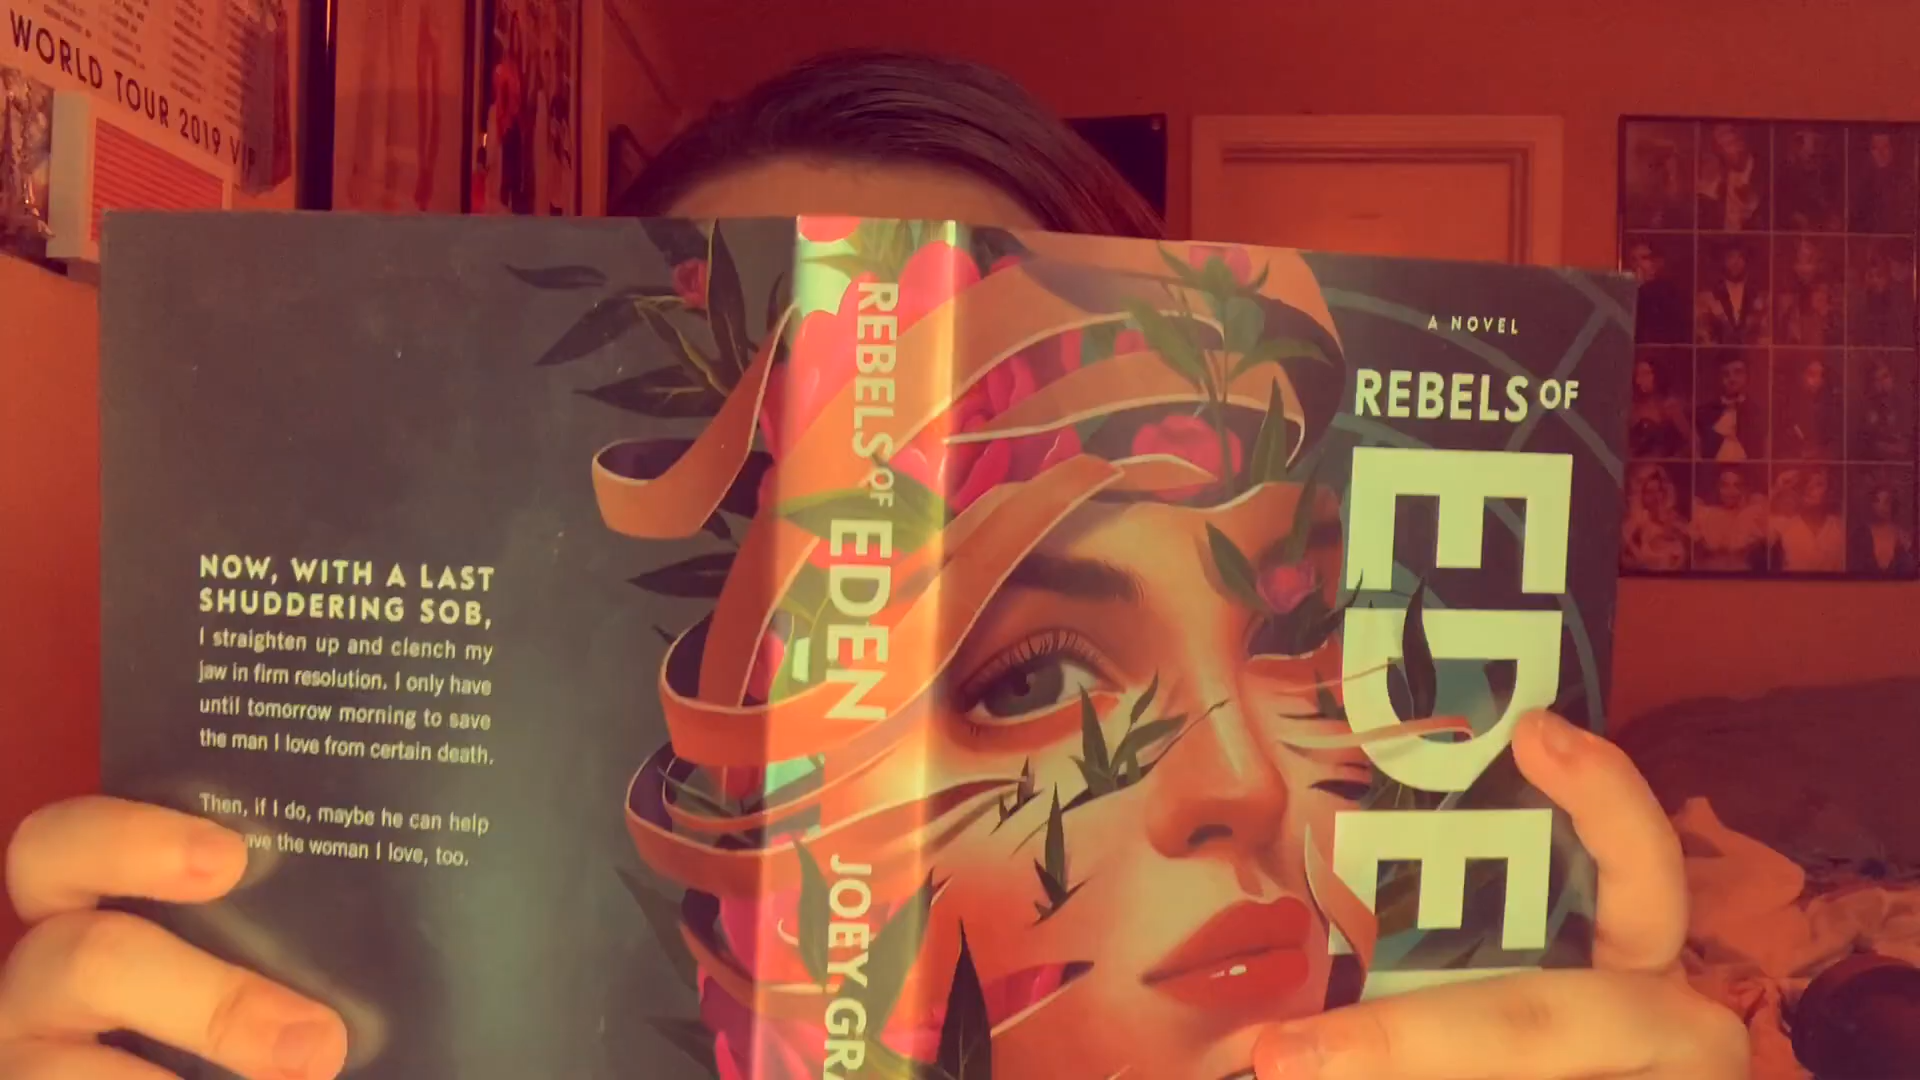 WORLD TOUR 2019 VIP
NOW, WITH A LAST
SHUDDERING SOB,
I straighten up and clench my
jaw in firm resolution. I only have
until tomorrow morning to save
the man I love from certain death.
Then, if I do, maybe he can help
the woman I love, too.
REBELS OF EDEN JOEY
A NOVEL
REBELS OF
EDE